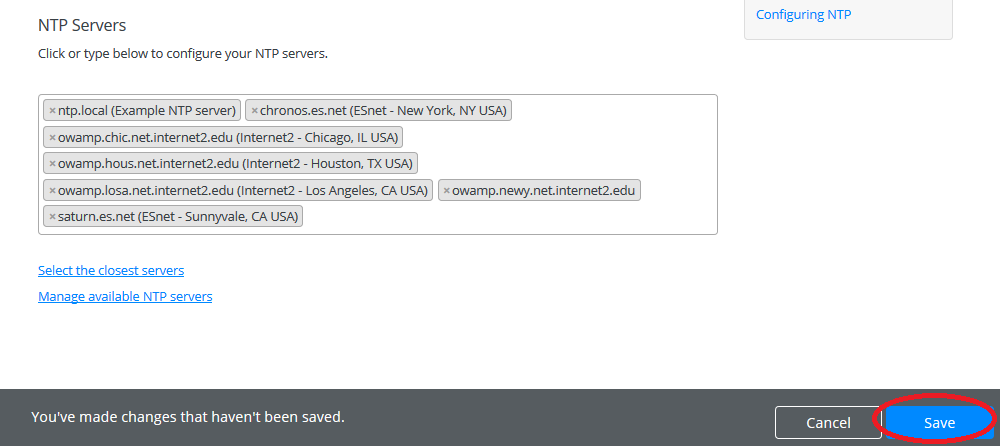 NTP Servers
Configuring NTP
Click or type below to configure your NTP servers.
×ntp.local (Example NTP server) ×chronos.es.net (ESnet - New York, NY USA)
×owamp.chic.net.internet2.edu (Internet2 - Chicago, IL USA)
×owamp.hous.net.internet2.edu (Internet2 - Houston, TX USA)
×owamp.losa.net.internet2.edu (Internet2 - Los Angeles, CA USA) ×owamp.newy.net.internet2.edu
×saturn.es.net (ESnet - Sunnyvale, CA USA)
Select the closest servers
Manage available NTP servers
You've made changes that haven't been saved.
Cancel Save